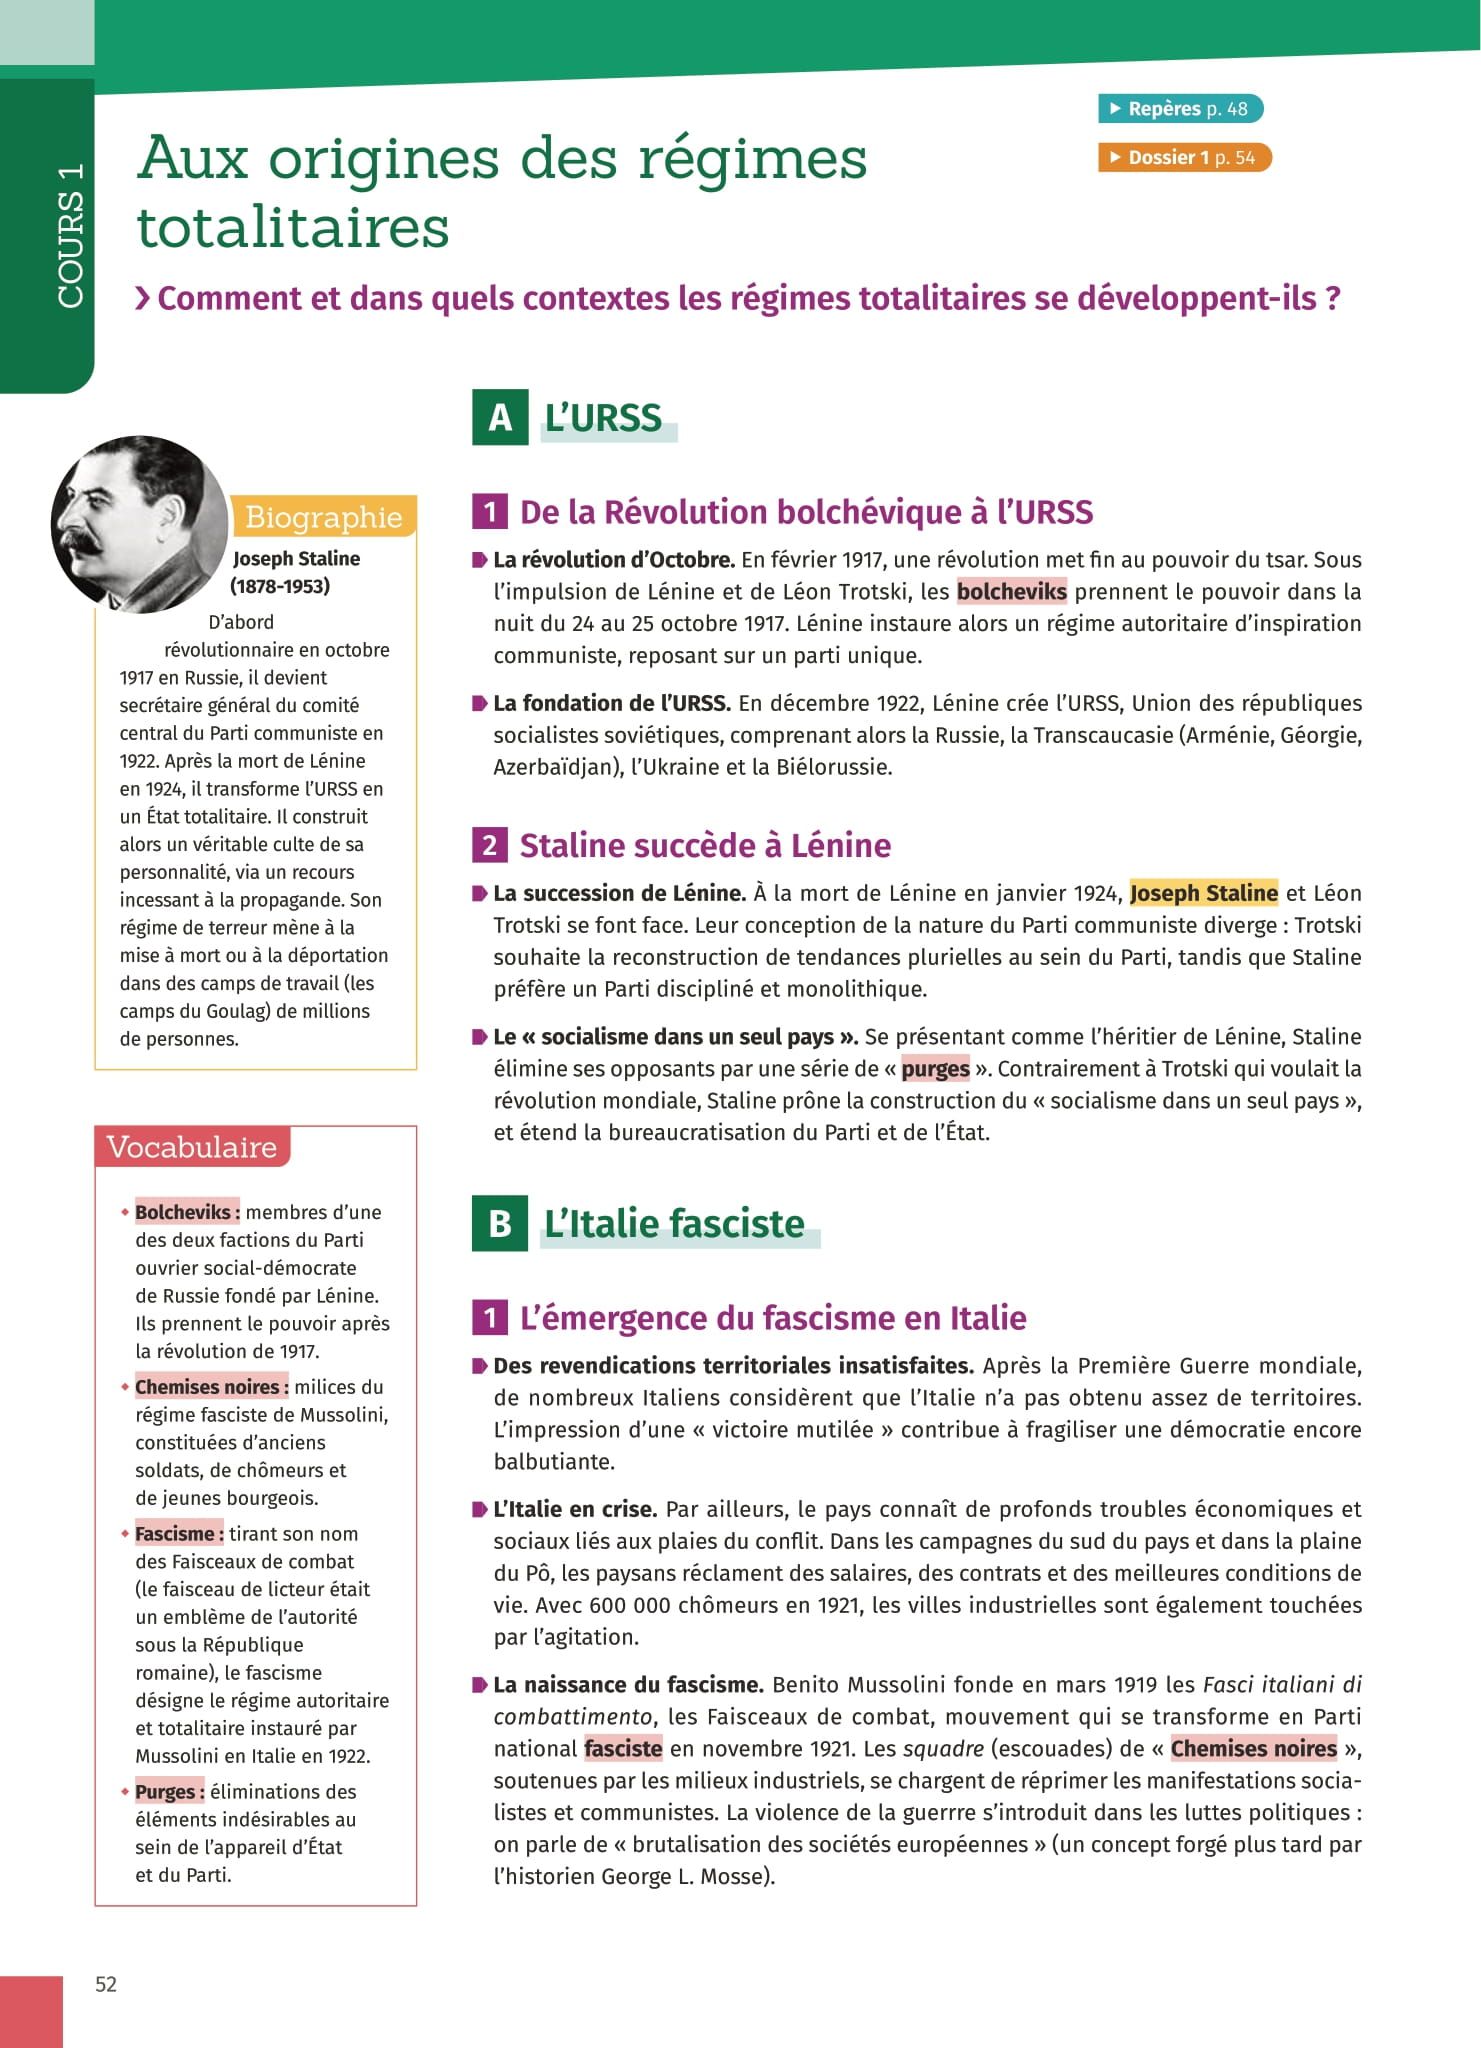 COURS 1
▶ Repères p. 48
▶ Dossier 1 p. 54
Aux origines des régimes
totalitaires
❯ Comment et dans quels contextes les régimes totalitaires se développent-ils ?
Biographie
Joseph Staline
(1878-1953)
D’abord
révolutionnaire en octobre
1917 en Russie, il devient
secrétaire général du comité
central du Parti communiste en
1922. Après la mort de Lénine
en 1924, il transforme l’URSS en
un État totalitaire. Il construit
alors un véritable culte de sa
personnalité, via un recours
incessant à la propagande. Son
régime de terreur mène à la
mise à mort ou à la déportation
dans des camps de travail (les
camps du Goulag) de millions
de personnes.
Vocabulaire
Bolcheviks : membres d’une
des deux factions du Parti
ouvrier social-démocrate
de Russie fondé par Lénine.
Ils prennent le pouvoir après
la révolution de 1917.
Chemises noires : milices du
régime fasciste de Mussolini,
constituées d’anciens
soldats, de chômeurs et
de jeunes bourgeois.
Fascisme : tirant son nom
des Faisceaux de combat
(le faisceau de licteur était
un emblème de l’autorité
sous la République
romaine), le fascisme
désigne le régime autoritaire
et totalitaire instauré par
Mussolini en Italie en 1922.
Purges : éliminations des
éléments indésirables au
sein de l’appareil d’État
et du Parti.
A L’URSS
1 De la Révolution bolchévique à l’URSS
La révolution d’Octobre. En février 1917, une révolution met fin au pouvoir du tsar. Sous
l’impulsion de Lénine et de Léon Trotski, les bolcheviks prennent le pouvoir dans la
nuit du 24 au 25 octobre 1917. Lénine instaure alors un régime autoritaire d’inspiration
communiste, reposant sur un parti unique.
La fondation de l’URSS. En décembre 1922, Lénine crée l’URSS, Union des républiques
socialistes soviétiques, comprenant alors la Russie, la Transcaucasie (Arménie, Géorgie,
Azerbaïdjan), l’Ukraine et la Biélorussie.
2 Staline succède à Lénine
La succession de Lénine. À la mort de Lénine en janvier 1924, Joseph Staline et Léon
Trotski se font face. Leur conception de la nature du Parti communiste diverge : Trotski
souhaite la reconstruction de tendances plurielles au sein du Parti, tandis que Staline
préfère un Parti discipliné et monolithique.
Le « socialisme dans un seul pays ». Se présentant comme l’héritier de Lénine, Staline
élimine ses opposants par une série de « purges ». Contrairement à Trotski qui voulait la
révolution mondiale, Staline prône la construction du « socialisme dans un seul pays »,
et étend la bureaucratisation du Parti et de l’État.
B L’Italie fasciste
1 L’émergence du fascisme en Italie
Des revendications territoriales insatisfaites. Après la Première Guerre mondiale,
de nombreux Italiens considèrent que l’Italie n’a pas obtenu assez de territoires.
L’impression d’une « victoire mutilée » contribue à fragiliser une démocratie encore
balbutiante.
L’Italie en crise. Par ailleurs, le pays connaît de profonds troubles économiques et
sociaux liés aux plaies du conflit. Dans les campagnes du sud du pays et dans la plaine
du Pô, les paysans réclament des salaires, des contrats et des meilleures conditions de
vie. Avec 600 000 chômeurs en 1921, les villes industrielles sont également touchées
par l’agitation.
La naissance du fascisme. Benito Mussolini fonde en mars 1919 les Fasci italiani di
combattimento, les Faisceaux de combat, mouvement qui se transforme en Parti
national fasciste en novembre 1921. Les squadre (escouades) de « Chemises noires »,
soutenues par les milieux industriels, se chargent de réprimer les manifestations socia-
listes et communistes. La violence de la guerrre s’introduit dans les luttes politiques :
on parle de « brutalisation des sociétés européennes » (un concept forgé plus tard par
l’historien George L. Mosse).
52